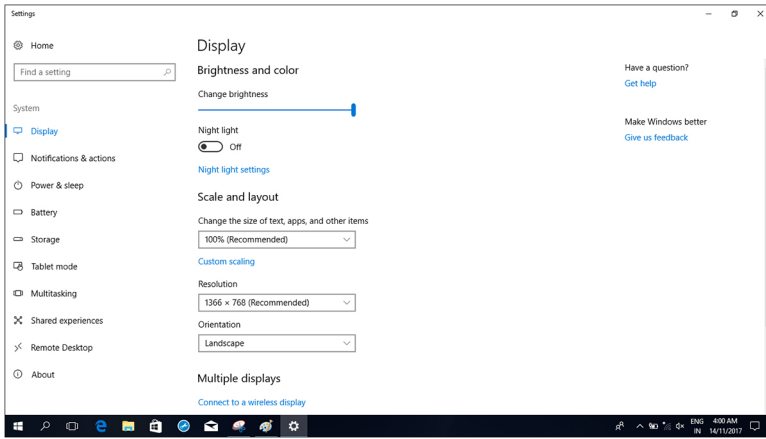 Settings
Home
Find a setting
System
Display
Notifications & actions
Power & sleep
Battery
Storage
Tablet mode
Multitasking
Shared experiences
Remote Desktop
About
Display
Brightness and color
Change brightness
Night light
Off
Night light settings
Scale and layout
Change the size of text, apps, and other items
100% (Recommended)
Custom scaling
Resolution
1366 × 768 (Recommended)
Orientation
Landscape
Multiple displays
Connect to a wireless display
Have a question?
Get help
Make Windows better
Give us feedback
ENG
IN
4:00 AM
14/11/2017